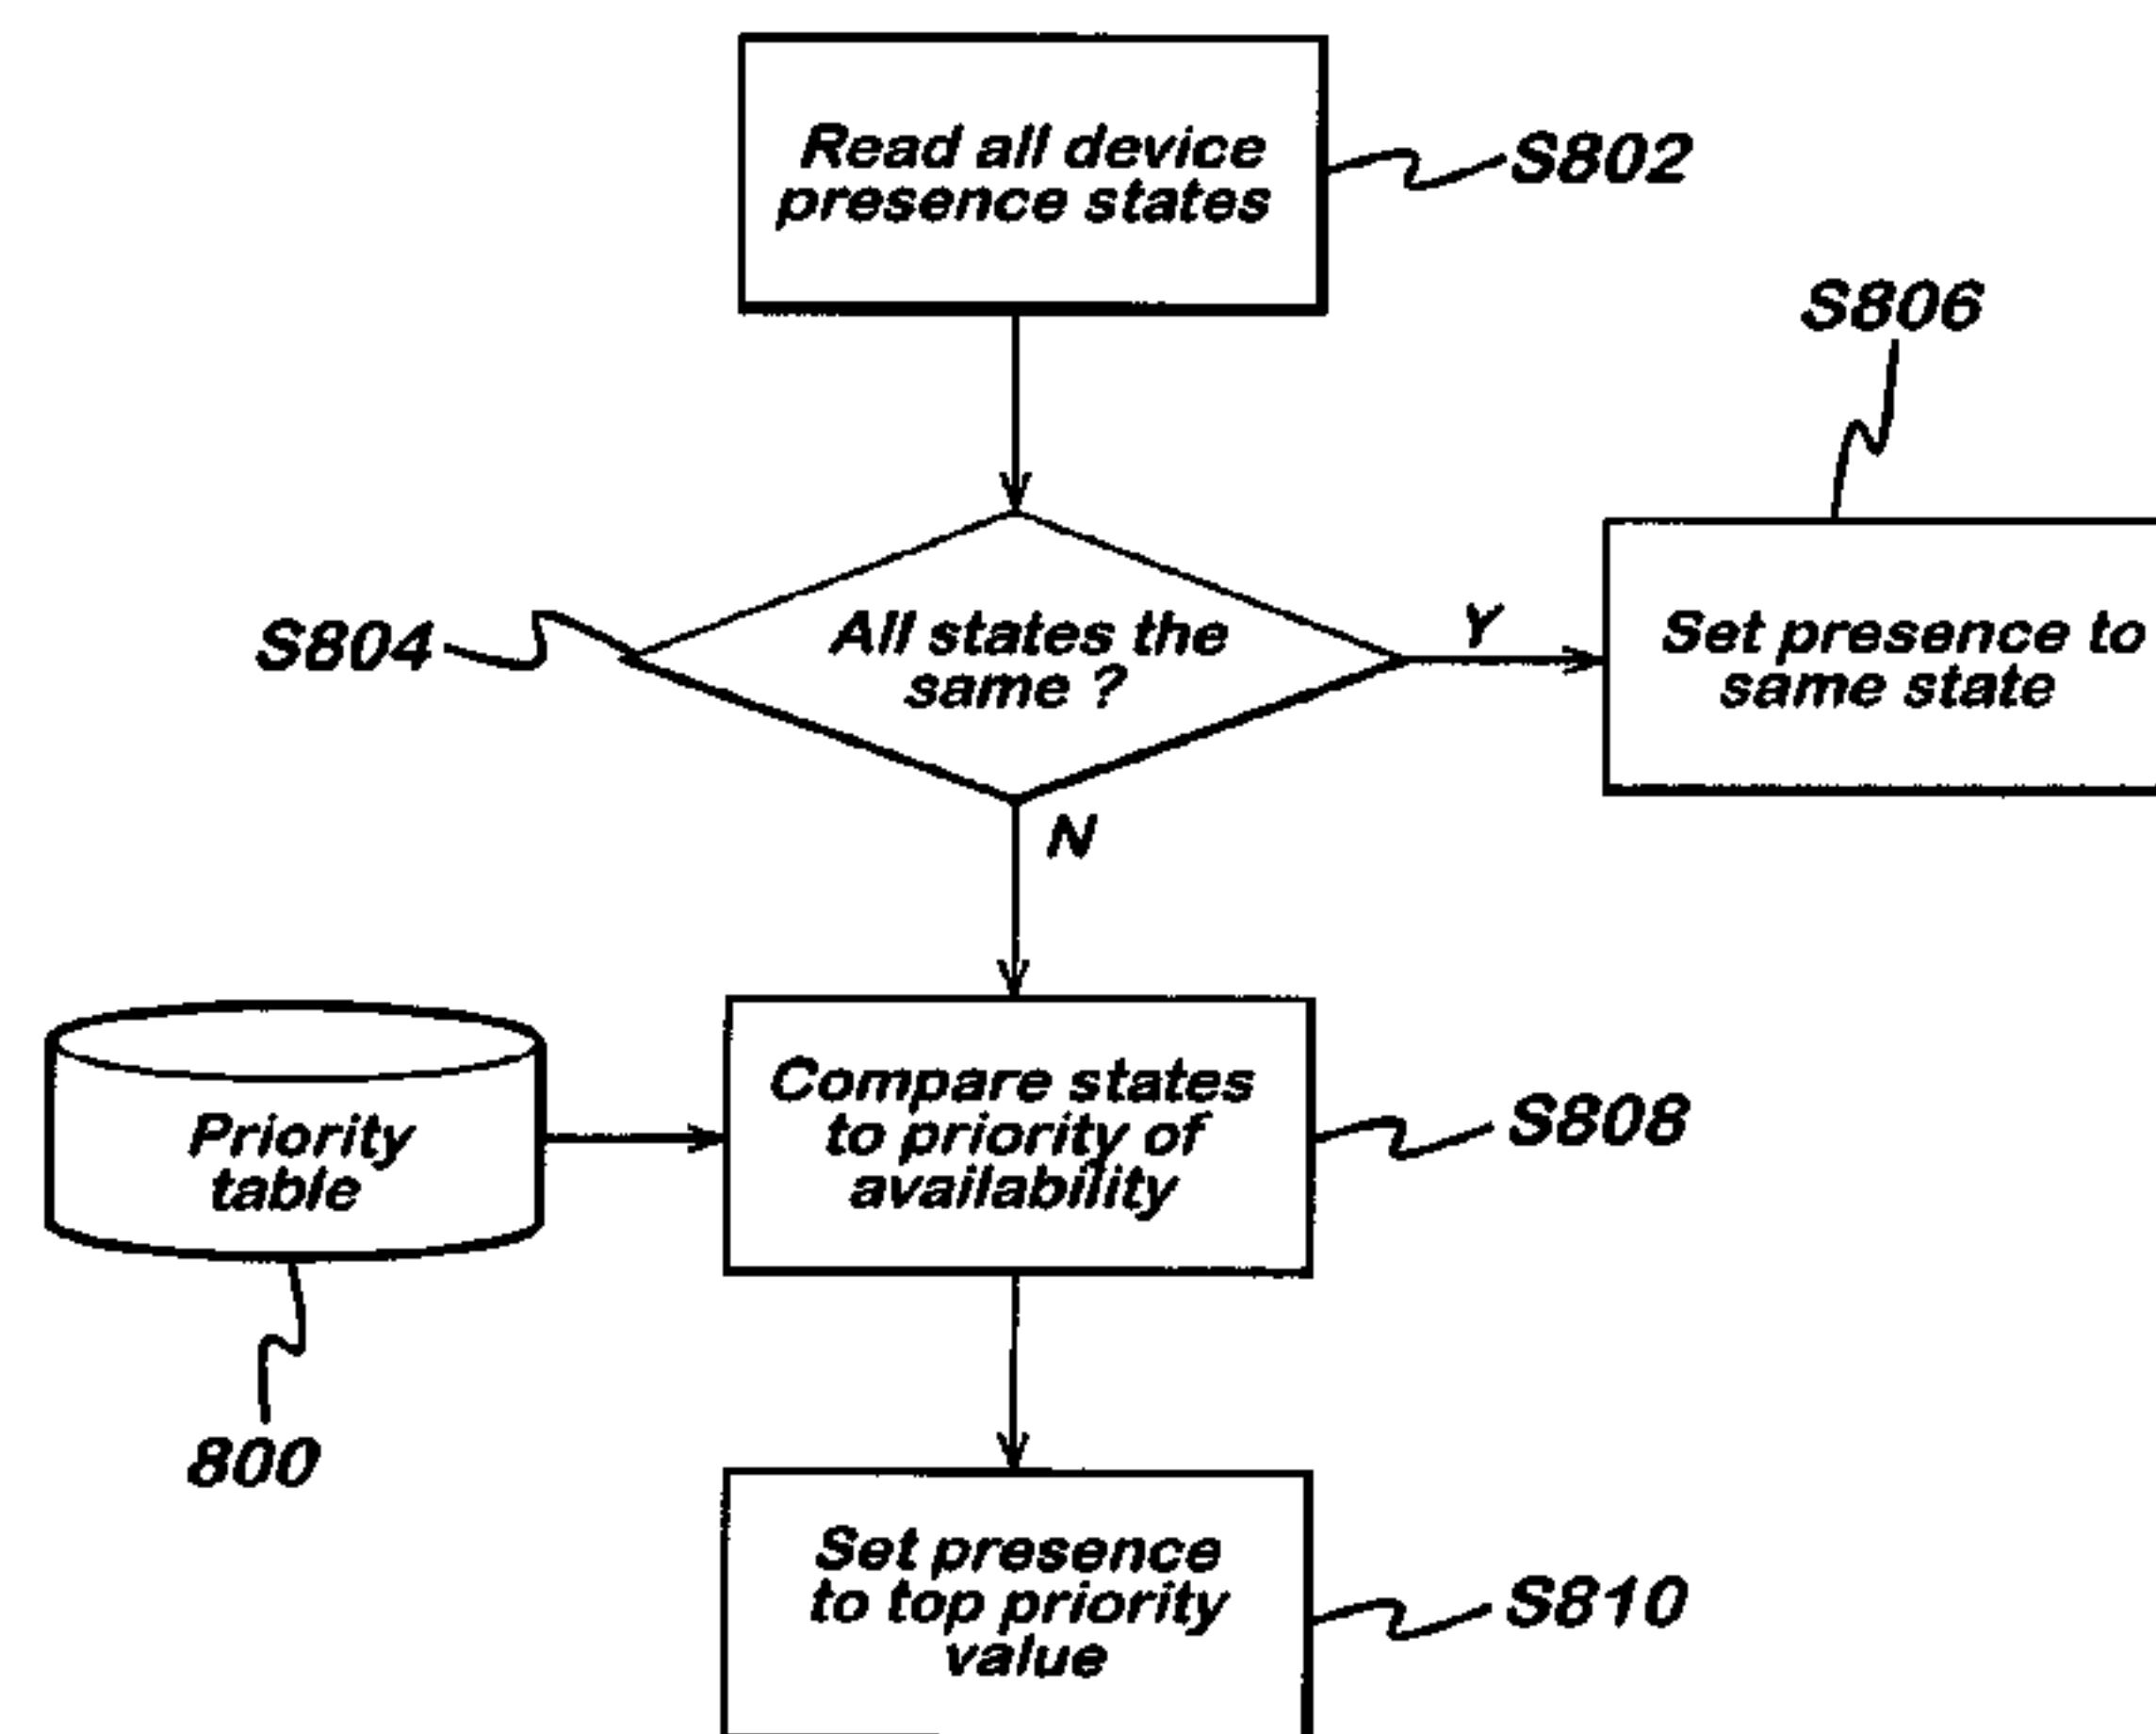 Read all device
presence states
S802
S806
S804
All states the
same ?
Y
Set presence to
same state
N
Priority
table
800
Compare states
to priority of
availability
S808
Set presence
to top priority
value
S810